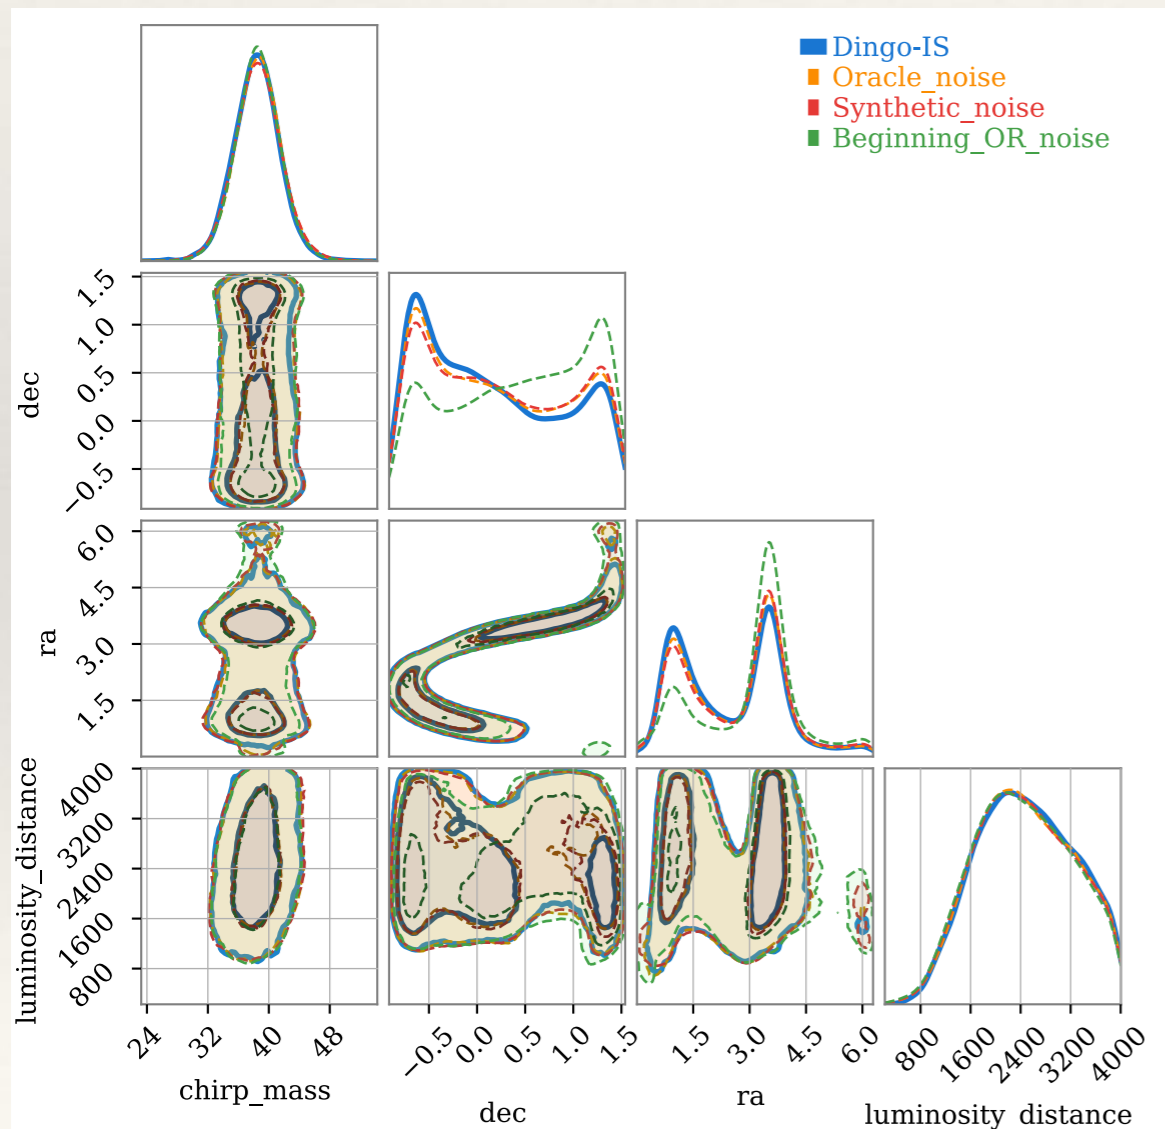 Dingo-IS
Oracle_noise
Synthetic_noise
Beginning_OR_noise
1.5
1.0
0.5
0.0
−0.5
dec
6.0
4.5
3.0
1.5
ra
4000
3200
2400
1600
800
luminosity_distance
24 32 40 48
chirp_mass
−0.5 0.0 0.5 1.0 1.5
dec
1.5 3.0 4.5 6.0
ra
800 1600 2400 3200 4000
luminosity distance